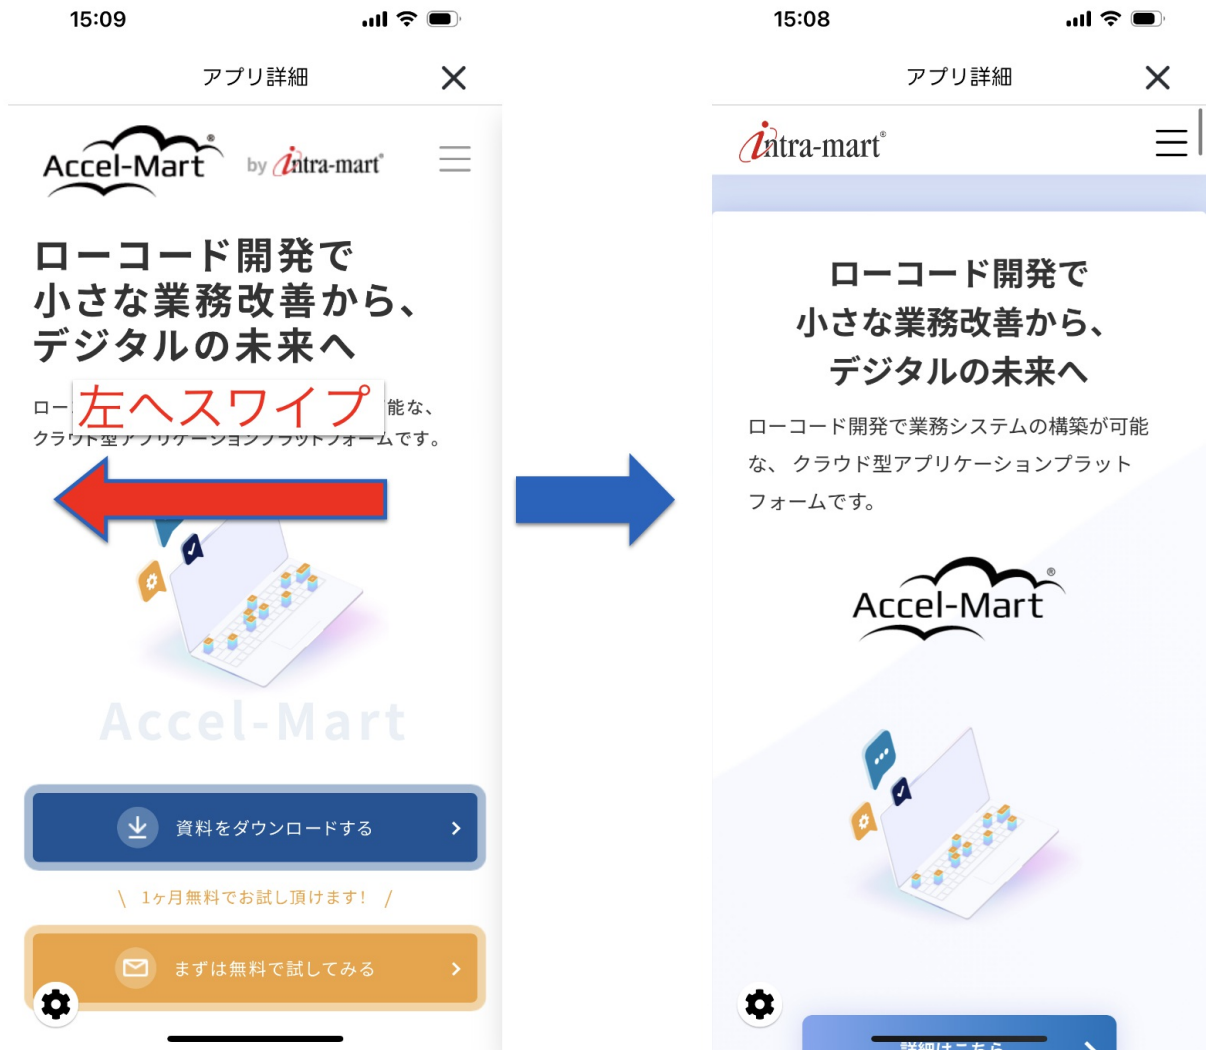 15:09
アプリ詳細
Accel-Mart®
by intra-mart®
ローコード開発で
小さな業務改善から、
デジタルの未来へ
左へスワイプ
ロー
能な、
クラウド型アプリケーションプラットフォームです。
Accel-Mart
資料をダウンロードする
\ 1ヶ月無料でお試し頂けます! /
まずは無料で試してみる
15:08
アプリ詳細
intra-mart®
ローコード開発で
小さな業務改善から、
デジタルの未来へ
ローコード開発で業務システムの構築が可能
な、 クラウド型アプリケーションプラット
フォームです。
Accel-Mart®
詳細はこちら